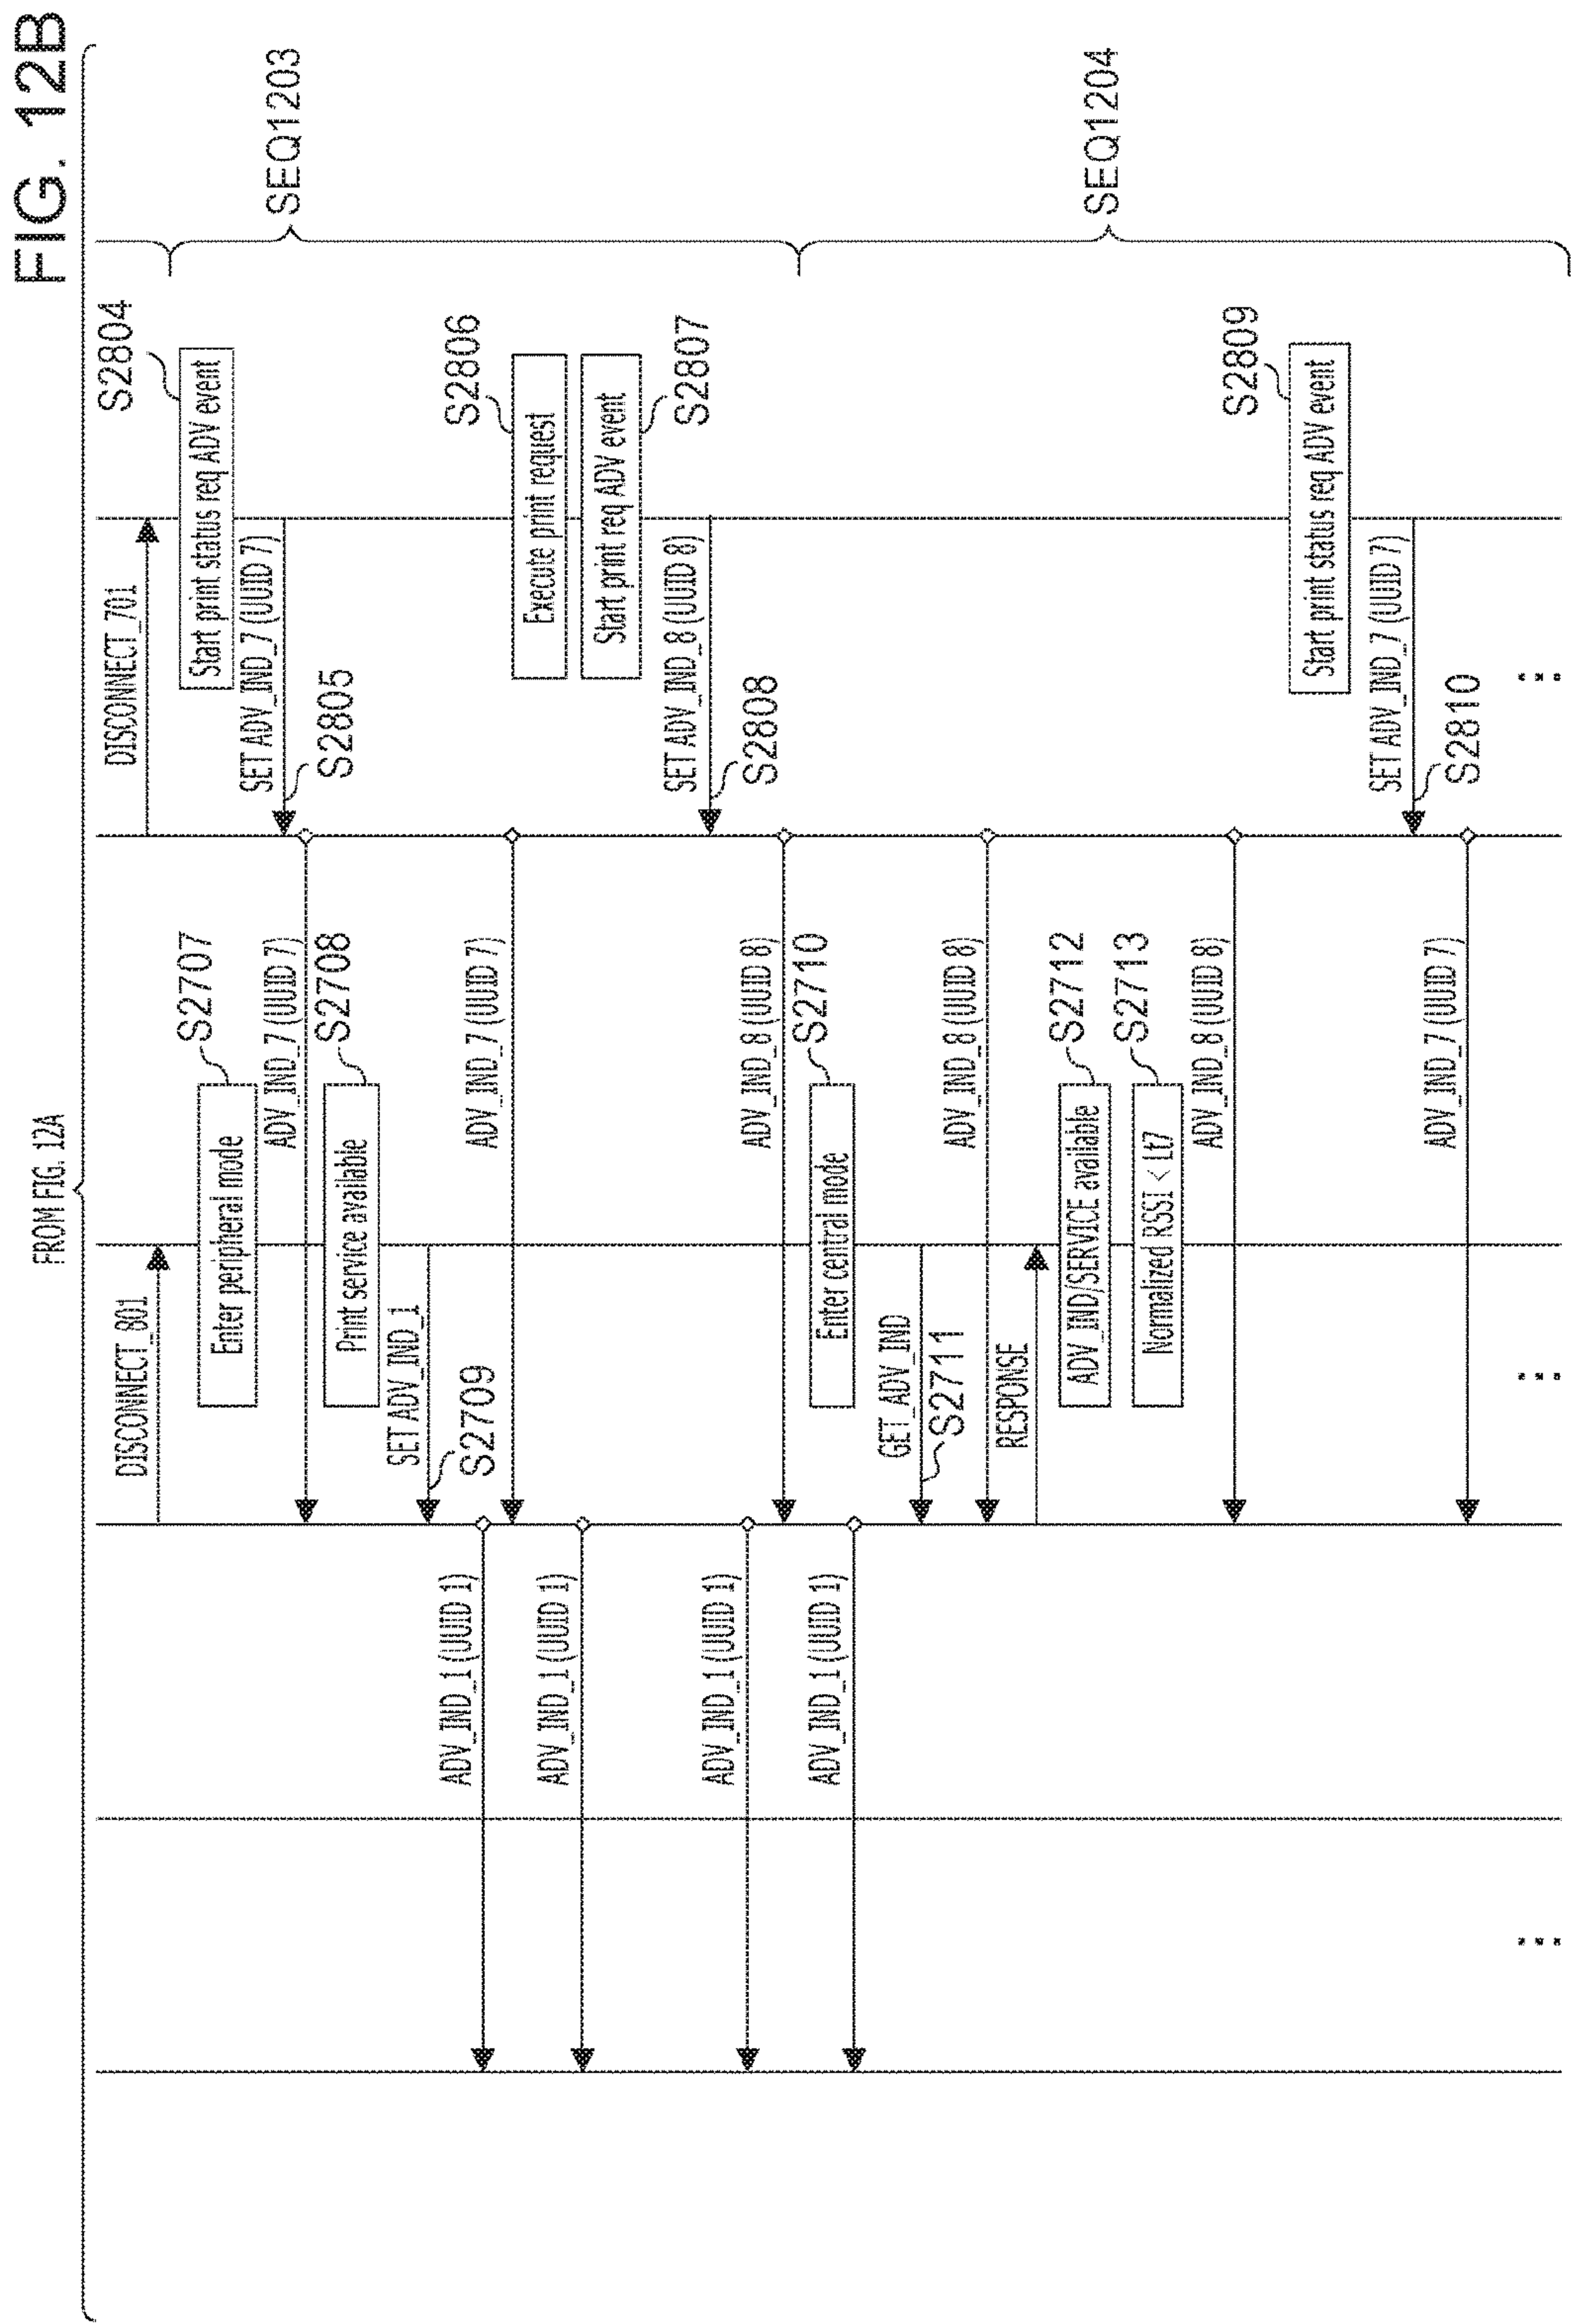 FIG. 12B
FROM FIG. 12A
DISCONNECT_701
DISCONNECT_801
S2804
Start print status req ADV event
SEQ1203
S2707
Enter peripheral mode
SET ADV_IND_7 (UUID 7)
S2805
ADV_IND_7 (UUID 7)
S2708
Print service available
SET ADV_IND_1
S2709
ADV_IND_1 (UUID 1)
ADV_IND_7 (UUID 7)
S2806
Execute print request
ADV_IND_1 (UUID 1)
Start print req ADV event
S2807
SET ADV_IND_8 (UUID 8)
S2808
ADV_IND_1 (UUID 1)
ADV_IND_8 (UUID 8)
S2710
Enter central mode
ADV_IND_1 (UUID 1)
GET_ADV_IND
S2711
ADV_IND_8 (UUID 8)
RESPONSE
SEQ1204
S2712
ADV_IND/SERVICE available
S2713
Normalized RSSI < Lt7
ADV_IND_8 (UUID 8)
S2809
Start print status req ADV event
SET ADV_IND_7 (UUID 7)
S2810
ADV_IND_7 (UUID 7)